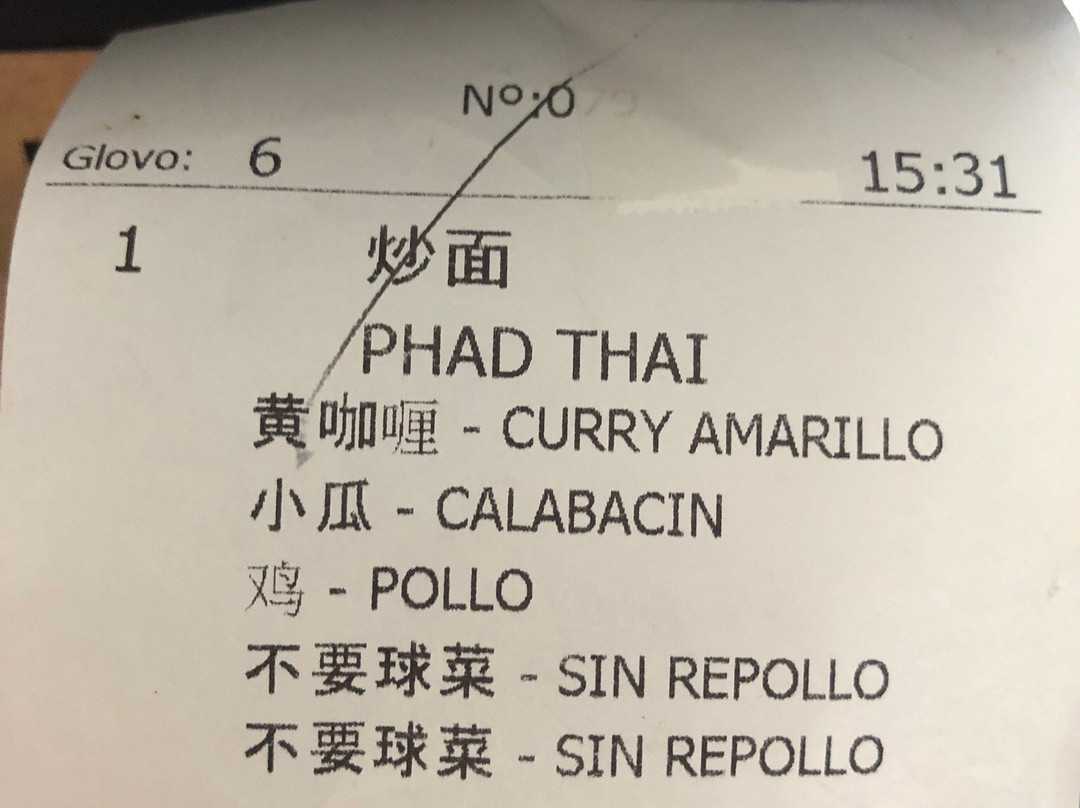 Nº:079
Glovo: 6 15:31
1 炒面
PHAD THAI
黄咖喱 - CURRY AMARILLO
小瓜 - CALABACIN
鸡 - POLLO
不要球菜 - SIN REPOLLO
不要球菜 - SIN REPOLLO